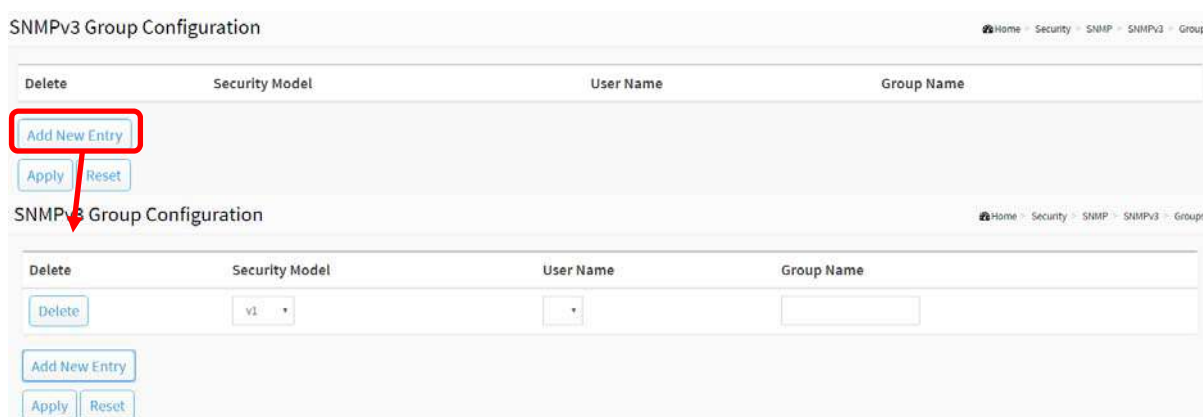 SNMPv3 Group Configuration
Home > Security > SNMP > SNMPv3 > Group
Delete Security Model User Name Group Name
Add New Entry
Apply Reset
SNMPv3 Group Configuration
Home > Security > SNMP > SNMPv3 > Groups
Delete Security Model User Name Group Name
Delete v1
Add New Entry
Apply Reset